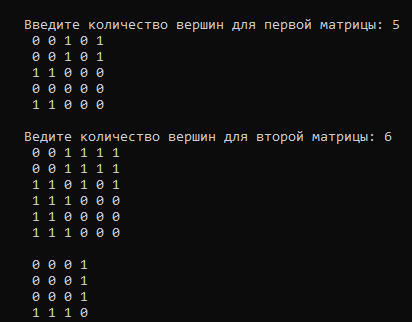 Введите количество вершин для первой матрицы: 5
0 0 1 0 1
0 0 1 0 1
1 1 0 0 0
0 0 0 0 0
1 1 0 0 0
Ведите количество вершин для второй матрицы: 6
0 0 1 1 1 1
0 0 1 1 1 1
1 1 0 1 0 1
1 1 1 0 0 0
1 1 0 0 0 0
1 1 1 0 0 0
0 0 0 1
0 0 0 1
0 0 0 1
1 1 1 0